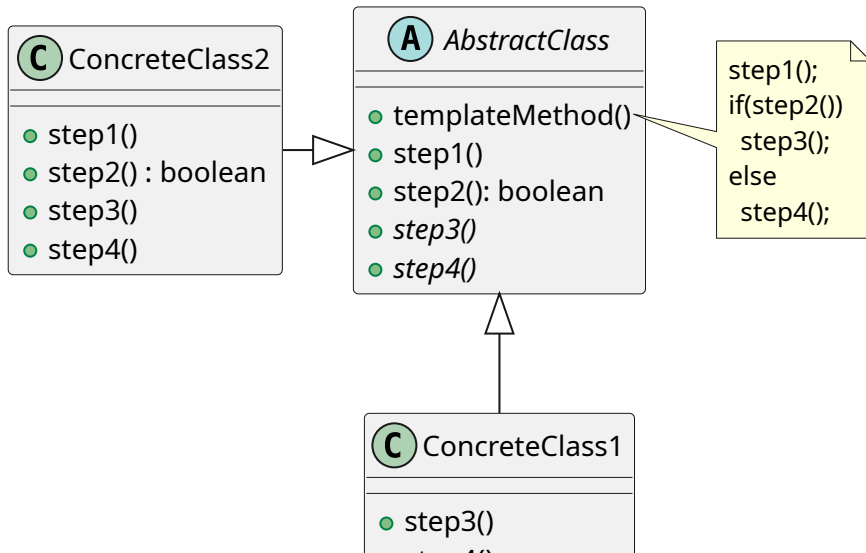 C ConcreteClass2
step1()
step2() : boolean
step3()
step4()
A AbstractClass
templateMethod()
step1()
step2(): boolean
step3()
step4()
step1();
if(step2())
step3();
else
step4();
C ConcreteClass1
step3()